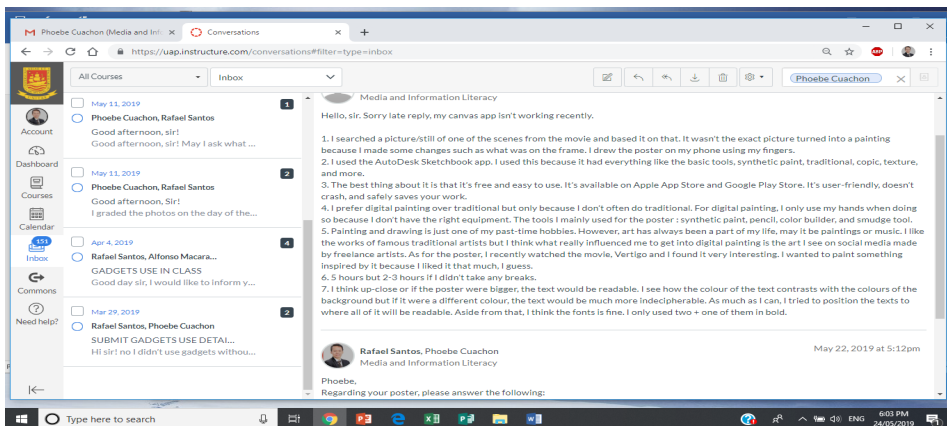 Phoebe Cuachon (Media and Info
Conversations
https://uap.instructure.com/conversations#filter=type=inbox
ABP
All Courses
Inbox
Phoebe Cuachon
Account
Dashboard
Courses
Calendar
151
Inbox
Commons
Need help?
May 11, 2019
1
Phoebe Cuachon, Rafael Santos
Good afternoon, sir!
Good afternoon, sir! May I ask what ...
May 11, 2019
2
Phoebe Cuachon, Rafael Santos
Good afternoon, Sir!
I graded the photos on the day of the...
Apr 4, 2019
4
Rafael Santos, Alfonso Macara...
GADGETS USE IN CLASS
Good day sir, I would like to inform y...
Mar 29, 2019
2
Rafael Santos, Phoebe Cuachon
SUBMIT GADGETS USE DETAI...
Hi sir! no I didn't use gadgets withou...
Media and Information Literacy
Hello, sir. Sorry late reply, my canvas app isn't working recently.
1. I searched a picture/still of one of the scenes from the movie and based it on that. It wasn't the exact picture turned into a painting
because I made some changes such as what was on the frame. I drew the poster on my phone using my fingers.
2. I used the AutoDesk Sketchbook app. I used this because it had everything like the basic tools, synthetic paint, traditional, copic, texture,
and more.
3. The best thing about it is that it's free and easy to use. It's available on Apple App Store and Google Play Store. It's user-friendly, doesn't
crash, and safely saves your work.
4. I prefer digital painting over traditional but only because I don't often do traditional. For digital painting, I only use my hands when doing
so because I don't have the right equipment. The tools I mainly used for the poster : synthetic paint, pencil, color builder, and smudge tool.
5. Painting and drawing is just one of my past-time hobbies. However, art has always been a part of my life, may it be paintings or music. I like
the works of famous traditional artists but I think what really influenced me to get into digital painting is the art I see on social media made
by freelance artists. As for the poster, I recently watched the movie, Vertigo and I found it very interesting. I wanted to paint something
inspired by it because I liked it that much, I guess.
6. 5 hours but 2-3 hours if I didn't take any breaks.
7. I think up-close or if the poster were bigger, the text would be readable. I see how the colour of the text contrasts with the colours of the
background but if it were a different colour, the text would be much more indecipherable. As much as I can, I tried to position the texts to
where all of it will be readable. Aside from that, I think the fonts is fine. I only used two + one of them in bold.
Rafael Santos, Phoebe Cuachon
May 22, 2019 at 5:12pm
Media and Information Literacy
Phoebe,
Regarding your poster, please answer the following:
Type here to search
ENG
6:03 PM
24/05/2019